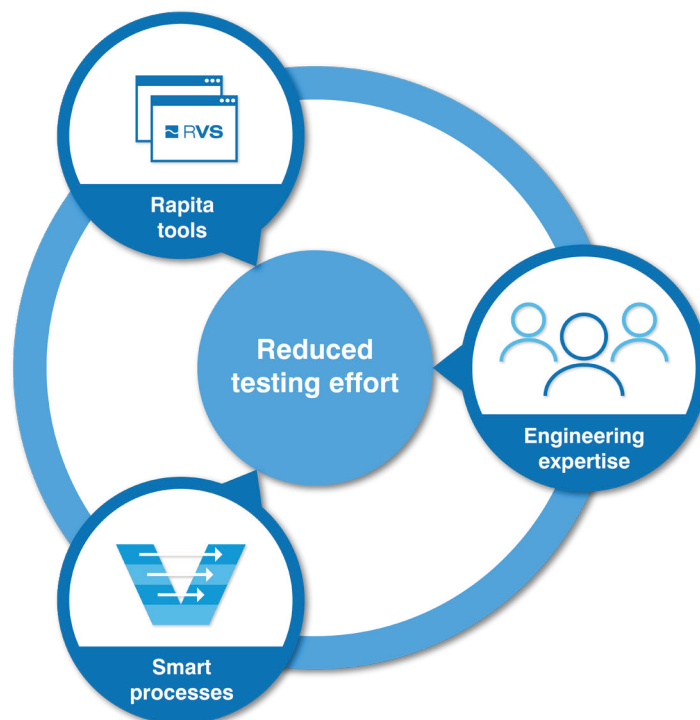 RVS
Rapita
tools
Reduced
testing effort
Engineering
expertise
Smart
processes